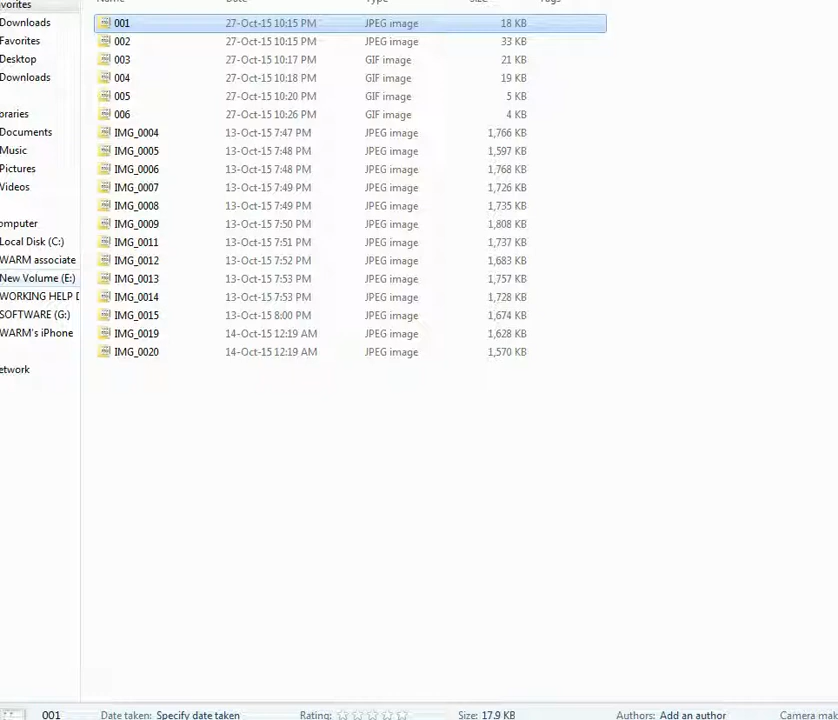 vorites
Name Date Type Size Tags
Downloads
001 27-Oct-15 10:15 PM JPEG image 18 KB
Favorites
002 27-Oct-15 10:15 PM JPEG image 33 KB
Desktop
003 27-Oct-15 10:17 PM GIF image 21 KB
Downloads
004 27-Oct-15 10:18 PM GIF image 19 KB
005 27-Oct-15 10:20 PM GIF image 5 KB
braries
006 27-Oct-15 10:26 PM GIF image 4 KB
Documents
IMG_0004 13-Oct-15 7:47 PM JPEG image 1,766 KB
Music
IMG_0005 13-Oct-15 7:48 PM JPEG image 1,597 KB
Pictures
IMG_0006 13-Oct-15 7:48 PM JPEG image 1,768 KB
Videos
IMG_0007 13-Oct-15 7:49 PM JPEG image 1,726 KB
IMG_0008 13-Oct-15 7:49 PM JPEG image 1,735 KB
omputer
IMG_0009 13-Oct-15 7:50 PM JPEG image 1,808 KB
Local Disk (C:)
IMG_0011 13-Oct-15 7:51 PM JPEG image 1,737 KB
WARM associate
IMG_0012 13-Oct-15 7:52 PM JPEG image 1,683 KB
New Volume (E:)
IMG_0013 13-Oct-15 7:53 PM JPEG image 1,757 KB
WORKING HELP D
IMG_0014 13-Oct-15 7:53 PM JPEG image 1,728 KB
SOFTWARE (G:)
IMG_0015 13-Oct-15 8:00 PM JPEG image 1,674 KB
WARM's iPhone
IMG_0019 14-Oct-15 12:19 AM JPEG image 1,628 KB
IMG_0020 14-Oct-15 12:19 AM JPEG image 1,570 KB
etwork
001 Date taken: Specify date taken Rating: Size: 17.9 KB Authors: Add an author Camera mak